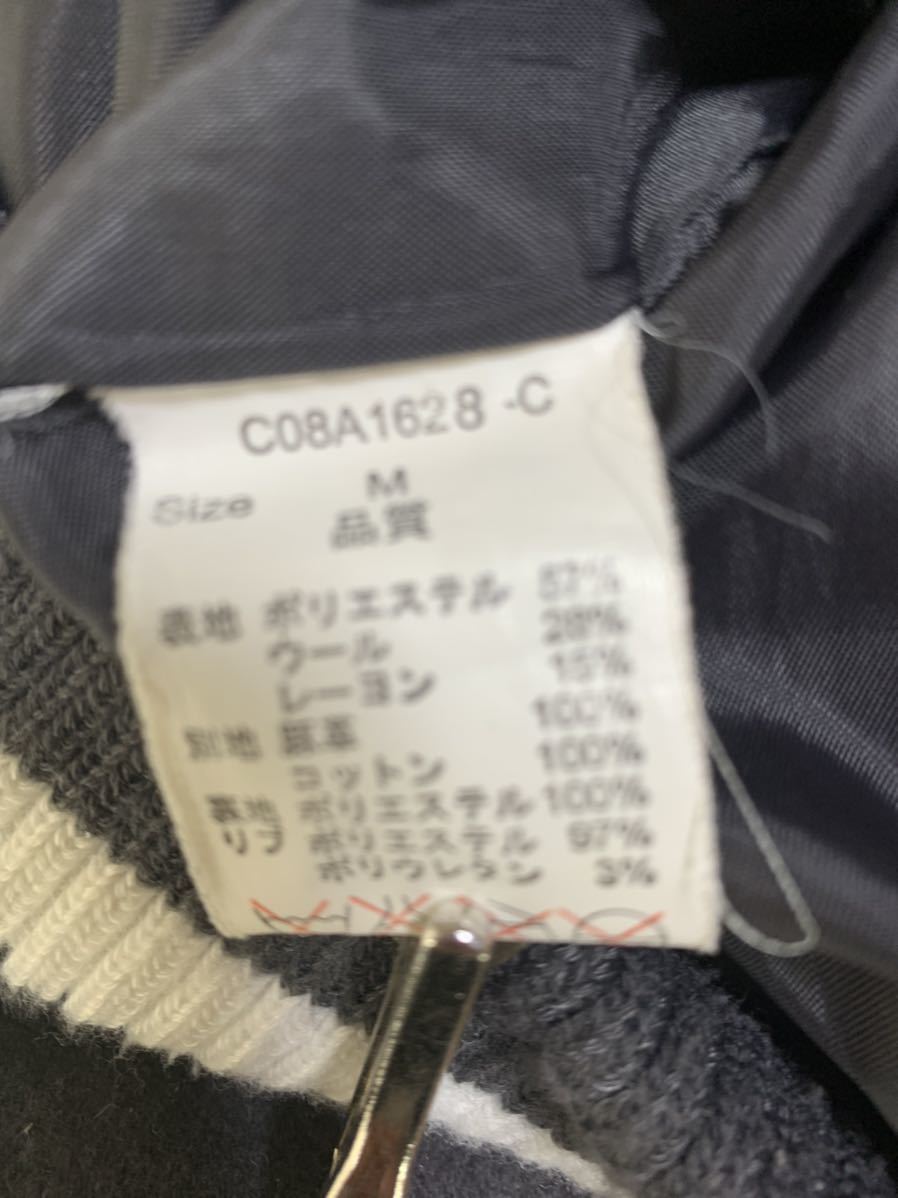 C08A1628 -C
Size M
品質
表地 ポリエステル 57%
ウール 28%
レーヨン 15%
別地 100%
コットン 100%
裏地 ポリエステル 100%
リブ ポリエステル 97%
ポリウレタン 3%